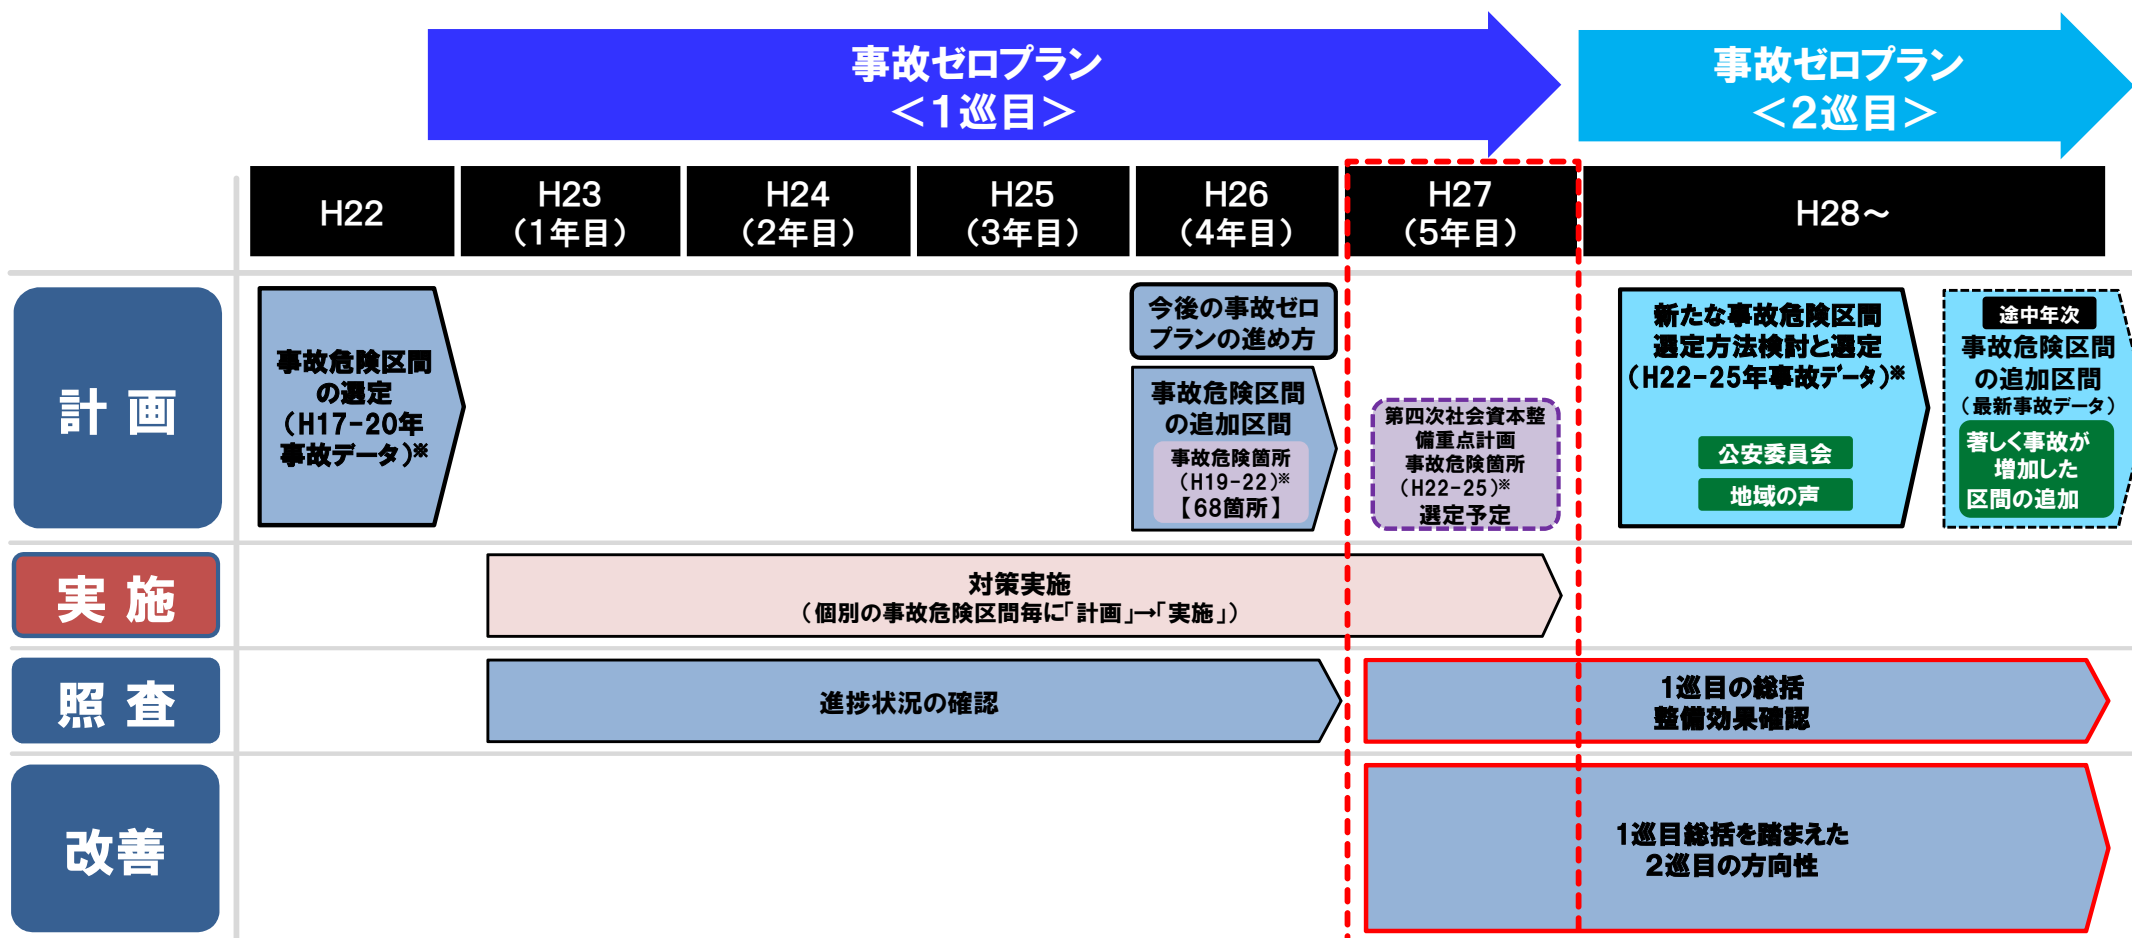 事故ゼロプラン
＜1巡目＞
事故ゼロプラン
＜2巡目＞
H22
H23
（1年目）
H24
（2年目）
H25
（3年目）
H26
（4年目）
H27
（5年目）
H28～
計 画
事故危険区間
の選定
（H17-20年
事故データ）※
今後の事故ゼロ
プランの進め方
事故危険区間
の追加区間
事故危険箇所
（H19-22）※
【68箇所】
第四次社会資本整
備重点計画
事故危険箇所
（H22-25）※
選定予定
新たな事故危険区間
選定方法検討と選定
（H22-25年事故データ）※
公安委員会
地域の声
途中年次
事故危険区間
の追加区間
（最新事故データ）
著しく事故が
増加した
区間の追加
実 施
対策実施
（個別の事故危険区間毎に「計画」→「実施」）
照 査
進捗状況の確認
1巡目の総括
整備効果確認
改善
1巡目総括を踏まえた
2巡目の方向性